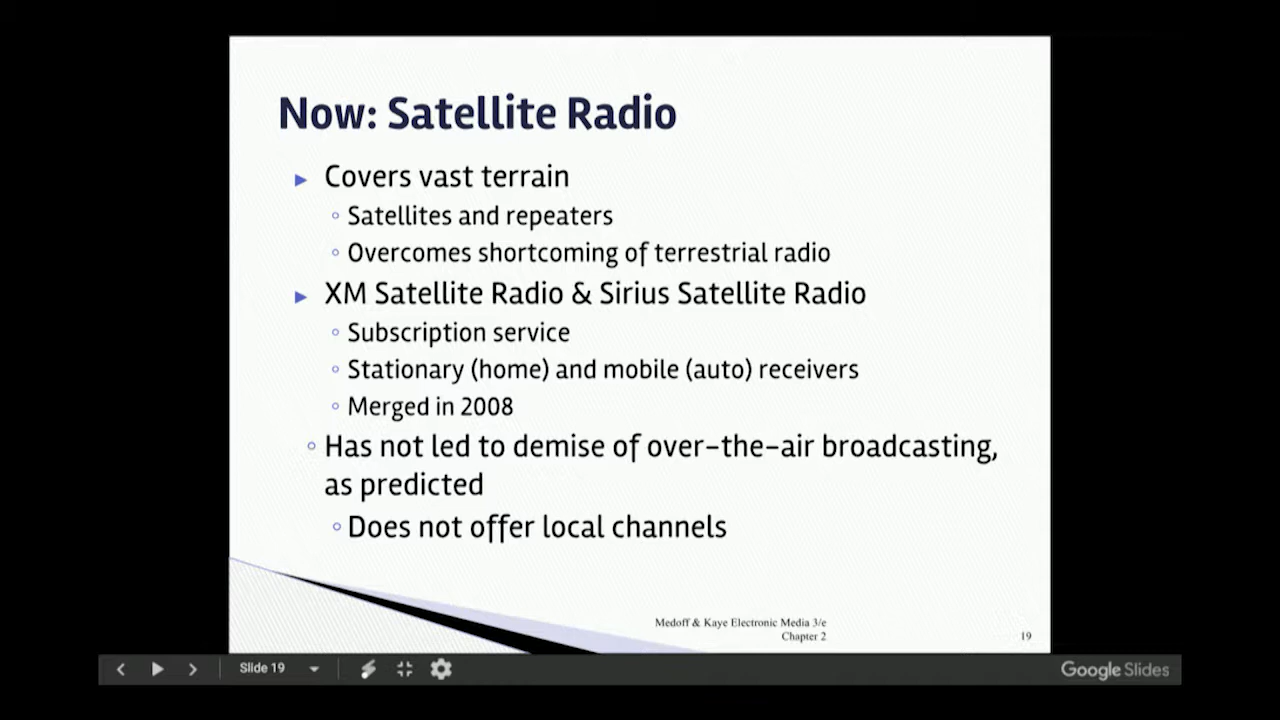 Now: Satellite Radio
Covers vast terrain
Satellites and repeaters
Overcomes shortcoming of terrestrial radio
XM Satellite Radio & Sirius Satellite Radio
Subscription service
Stationary (home) and mobile (auto) receivers
Merged in 2008
Has not led to demise of over-the-air broadcasting,
as predicted
Does not offer local channels
Medoff & Kaye Electronic Media 3/e
Chapter 2
19
Slide 19
Google Slides